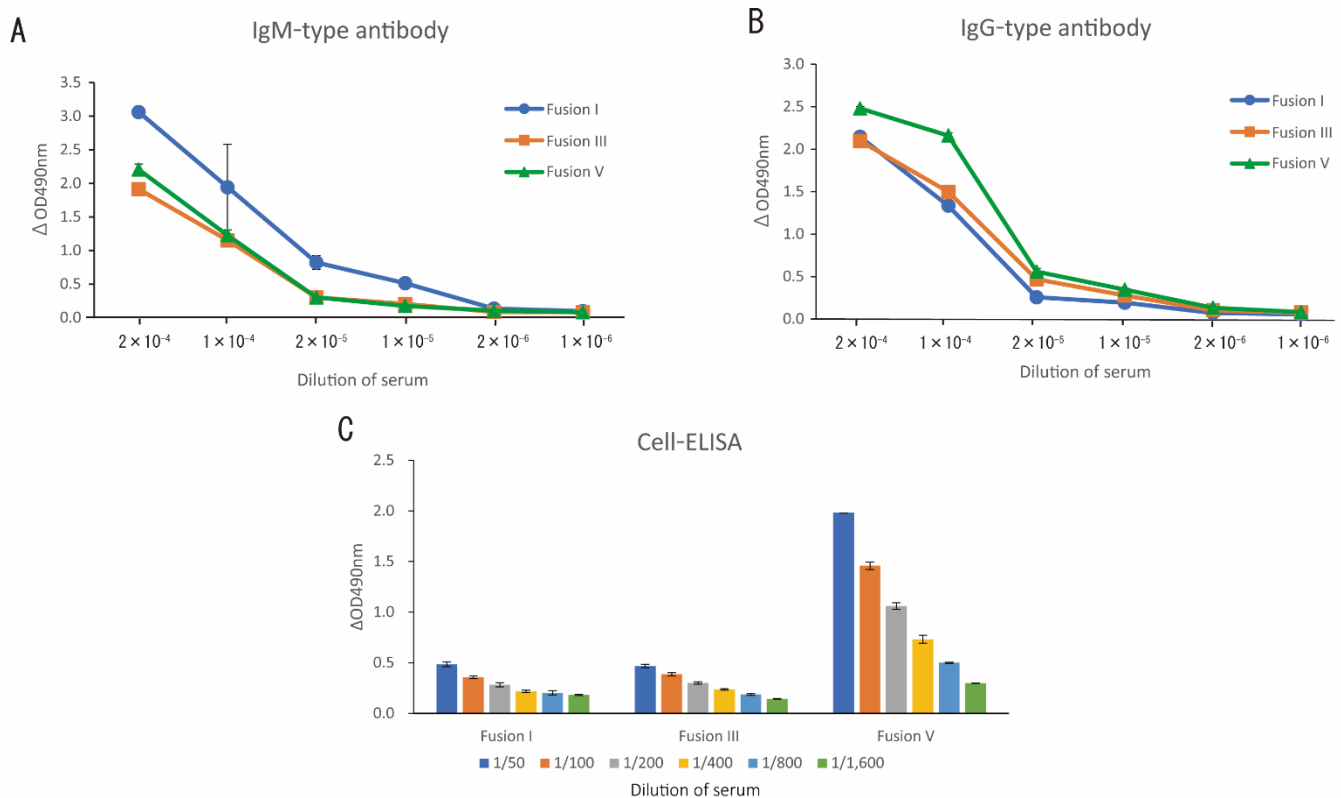 A
IgM-type antibody
3.5
3.0
2.5
2.0
1.5
1.0
0.5
0.0
Δ OD490nm
Fusion I
Fusion III
Fusion V
2×10⁻⁴ 1×10⁻⁴ 2×10⁻⁵ 1×10⁻⁵ 2×10⁻⁶ 1×10⁻⁶
Dilution of serum
B
IgG-type antibody
3.0
2.5
2.0
1.5
1.0
0.5
0.0
Δ OD490nm
Fusion I
Fusion III
Fusion V
2×10⁻⁴ 1×10⁻⁴ 2×10⁻⁵ 1×10⁻⁵ 2×10⁻⁶ 1×10⁻⁶
Dilution of serum
C
Cell-ELISA
2.5
2.0
1.5
1.0
0.5
0.0
ΔOD490nm
Fusion I Fusion III Fusion V
1/50 1/100 1/200 1/400 1/800 1/1,600
Dilution of serum